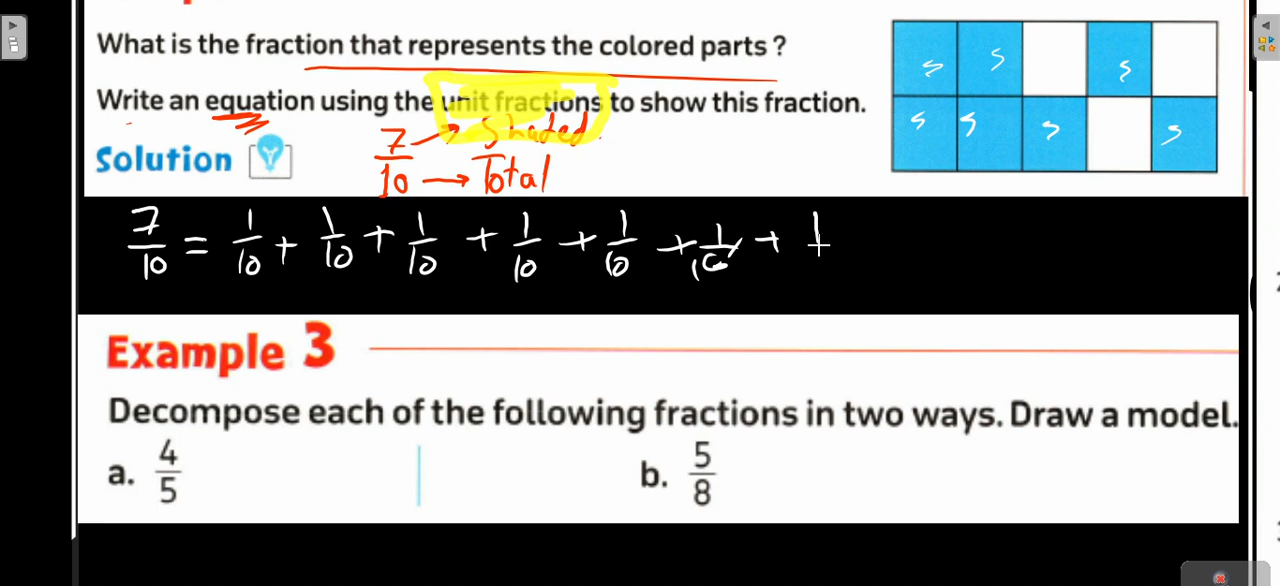 What is the fraction that represents the colored parts ?
Write an equation using the unit fractions to show this fraction.
Solution
7/10 → Shaded
→ Total
S S S
S S S S
7/10 = 1/10 + 1/10 + 1/10 + 1/10 + 1/10 + 1/10 + 1
Example 3
Decompose each of the following fractions in two ways. Draw a model.
a. 4/5 b. 5/8